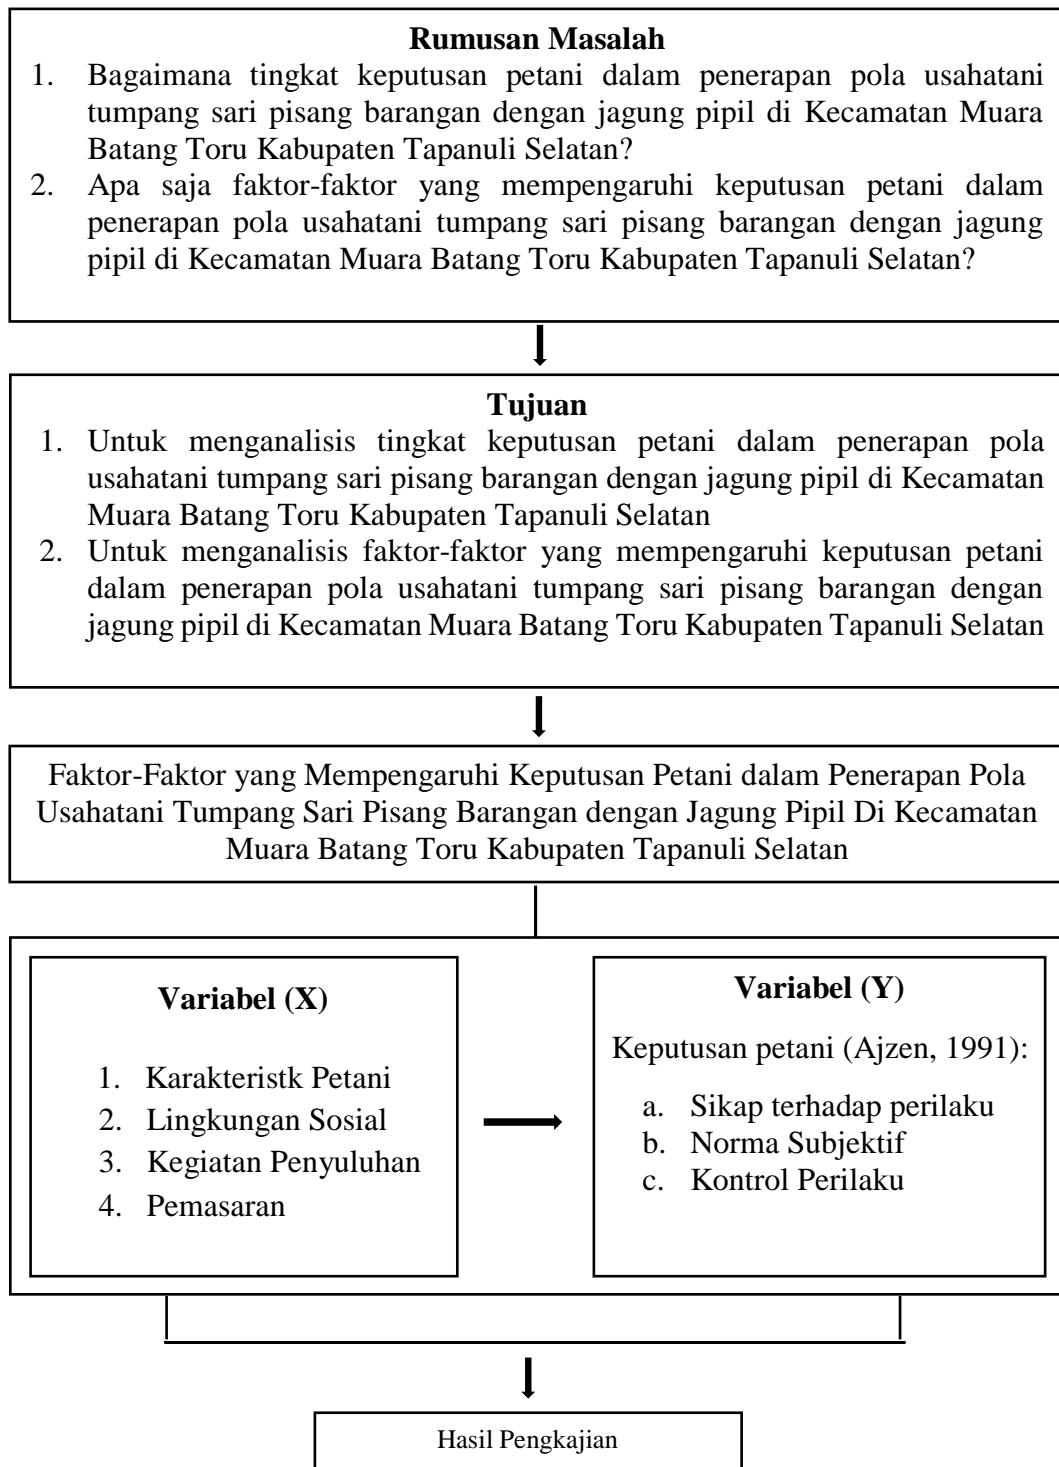 Rumusan Masalah
1. Bagaimana tingkat keputusan petani dalam penerapan pola usahatani
tumpang sari pisang barangan dengan jagung pipil di Kecamatan Muara
Batang Toru Kabupaten Tapanuli Selatan?
2. Apa saja faktor-faktor yang mempengaruhi keputusan petani dalam
penerapan pola usahatani tumpang sari pisang barangan dengan jagung
pipil di Kecamatan Muara Batang Toru Kabupaten Tapanuli Selatan?
Tujuan
1. Untuk menganalisis tingkat keputusan petani dalam penerapan pola
usahatani tumpang sari pisang barangan dengan jagung pipil di Kecamatan
Muara Batang Toru Kabupaten Tapanuli Selatan
2. Untuk menganalisis faktor-faktor yang mempengaruhi keputusan petani
dalam penerapan pola usahatani tumpang sari pisang barangan dengan
jagung pipil di Kecamatan Muara Batang Toru Kabupaten Tapanuli Selatan
Faktor-Faktor yang Mempengaruhi Keputusan Petani dalam Penerapan Pola
Usahatani Tumpang Sari Pisang Barangan dengan Jagung Pipil Di Kecamatan
Muara Batang Toru Kabupaten Tapanuli Selatan
Variabel (X)
1. Karakteristk Petani
2. Lingkungan Sosial
3. Kegiatan Penyuluhan
4. Pemasaran
Variabel (Y)
Keputusan petani (Ajzen, 1991):
a. Sikap terhadap perilaku
b. Norma Subjektif
c. Kontrol Perilaku
Hasil Pengkajian